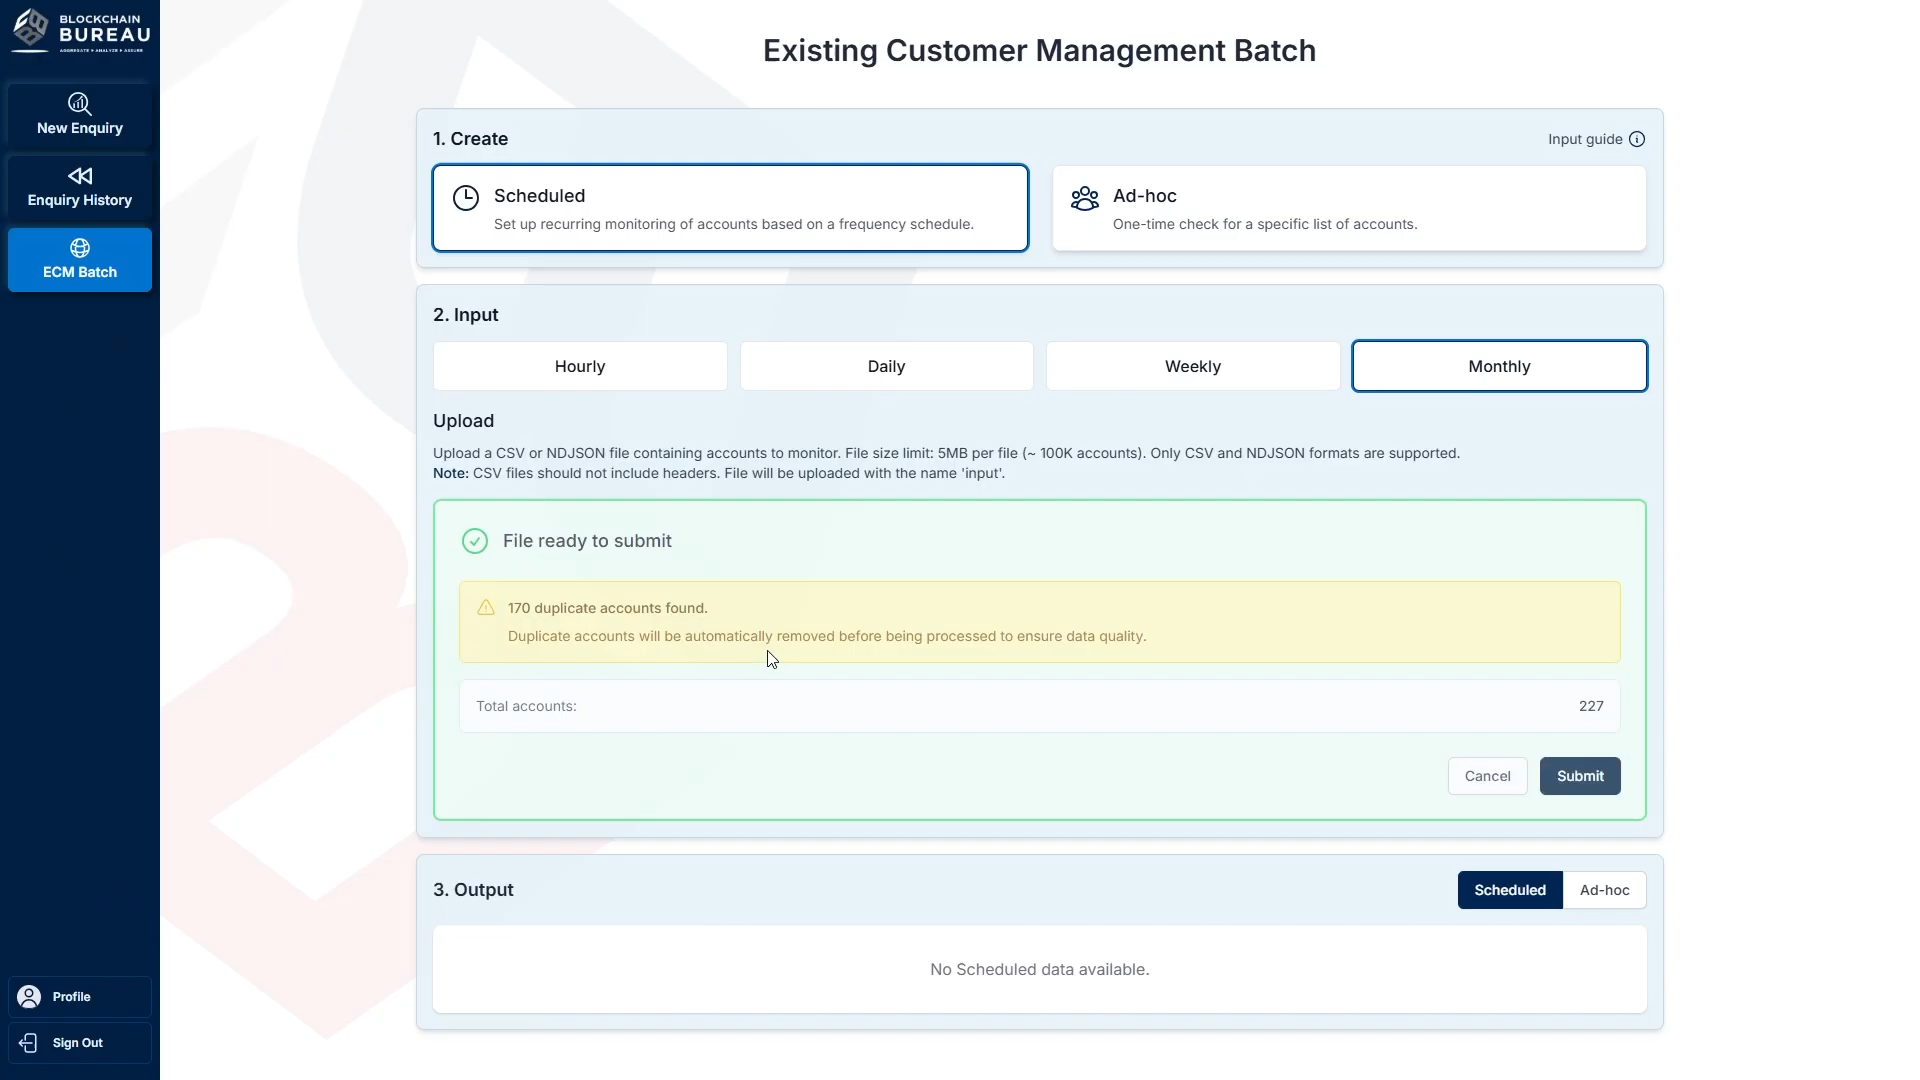 BLOCKCHAIN
BUREAU
AGGREGATE • ANALYZE • ASSURE
New Enquiry
Enquiry History
ECM Batch
Profile
Sign Out
Existing Customer Management Batch
1. Create
Input guide
Scheduled
Set up recurring monitoring of accounts based on a frequency schedule.
Ad-hoc
One-time check for a specific list of accounts.
2. Input
Hourly
Daily
Weekly
Monthly
Upload
Upload a CSV or NDJSON file containing accounts to monitor. File size limit: 5MB per file (~ 100K accounts). Only CSV and NDJSON formats are supported.
Note: CSV files should not include headers. File will be uploaded with the name 'input'.
File ready to submit
170 duplicate accounts found.
Duplicate accounts will be automatically removed before being processed to ensure data quality.
Total accounts: 227
Cancel
Submit
3. Output
Scheduled
Ad-hoc
No Scheduled data available.